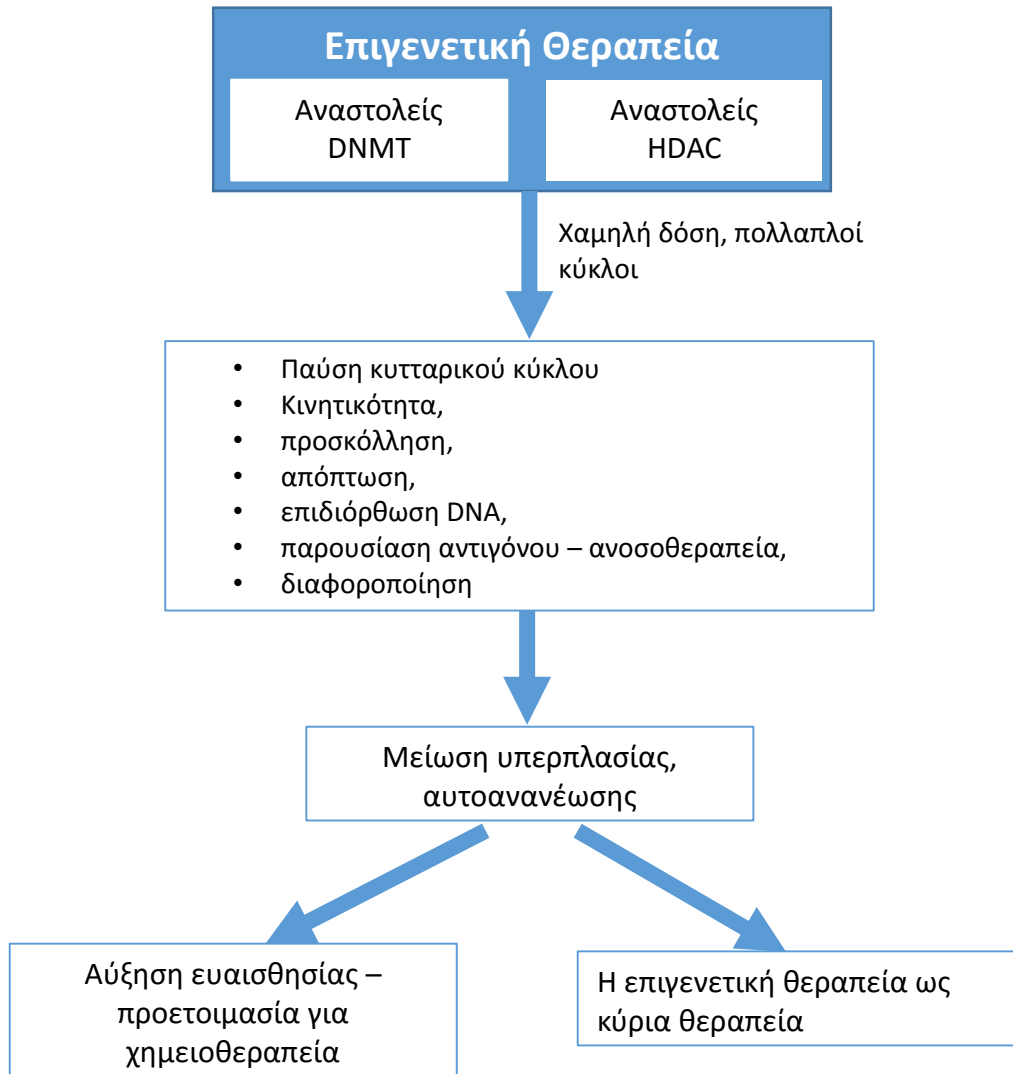 Επιγενετική Θεραπεία
Αναστολείς
DNMT
Αναστολείς
HDAC
Χαμηλή δόση, πολλαπλοί
κύκλοι
• Παύση κυτταρικού κύκλου
• Κινητικότητα,
• προσκόλληση,
• απόπτωση,
• επιδιόρθωση DNA,
• παρουσίαση αντιγόνου – ανοσοθεραπεία,
• διαφοροποίηση
Μείωση υπερπλασίας,
αυτοανανέωσης
Αύξηση ευαισθησίας –
προετοιμασία για
χημειοθεραπεία
Η επιγενετική θεραπεία ως
κύρια θεραπεία